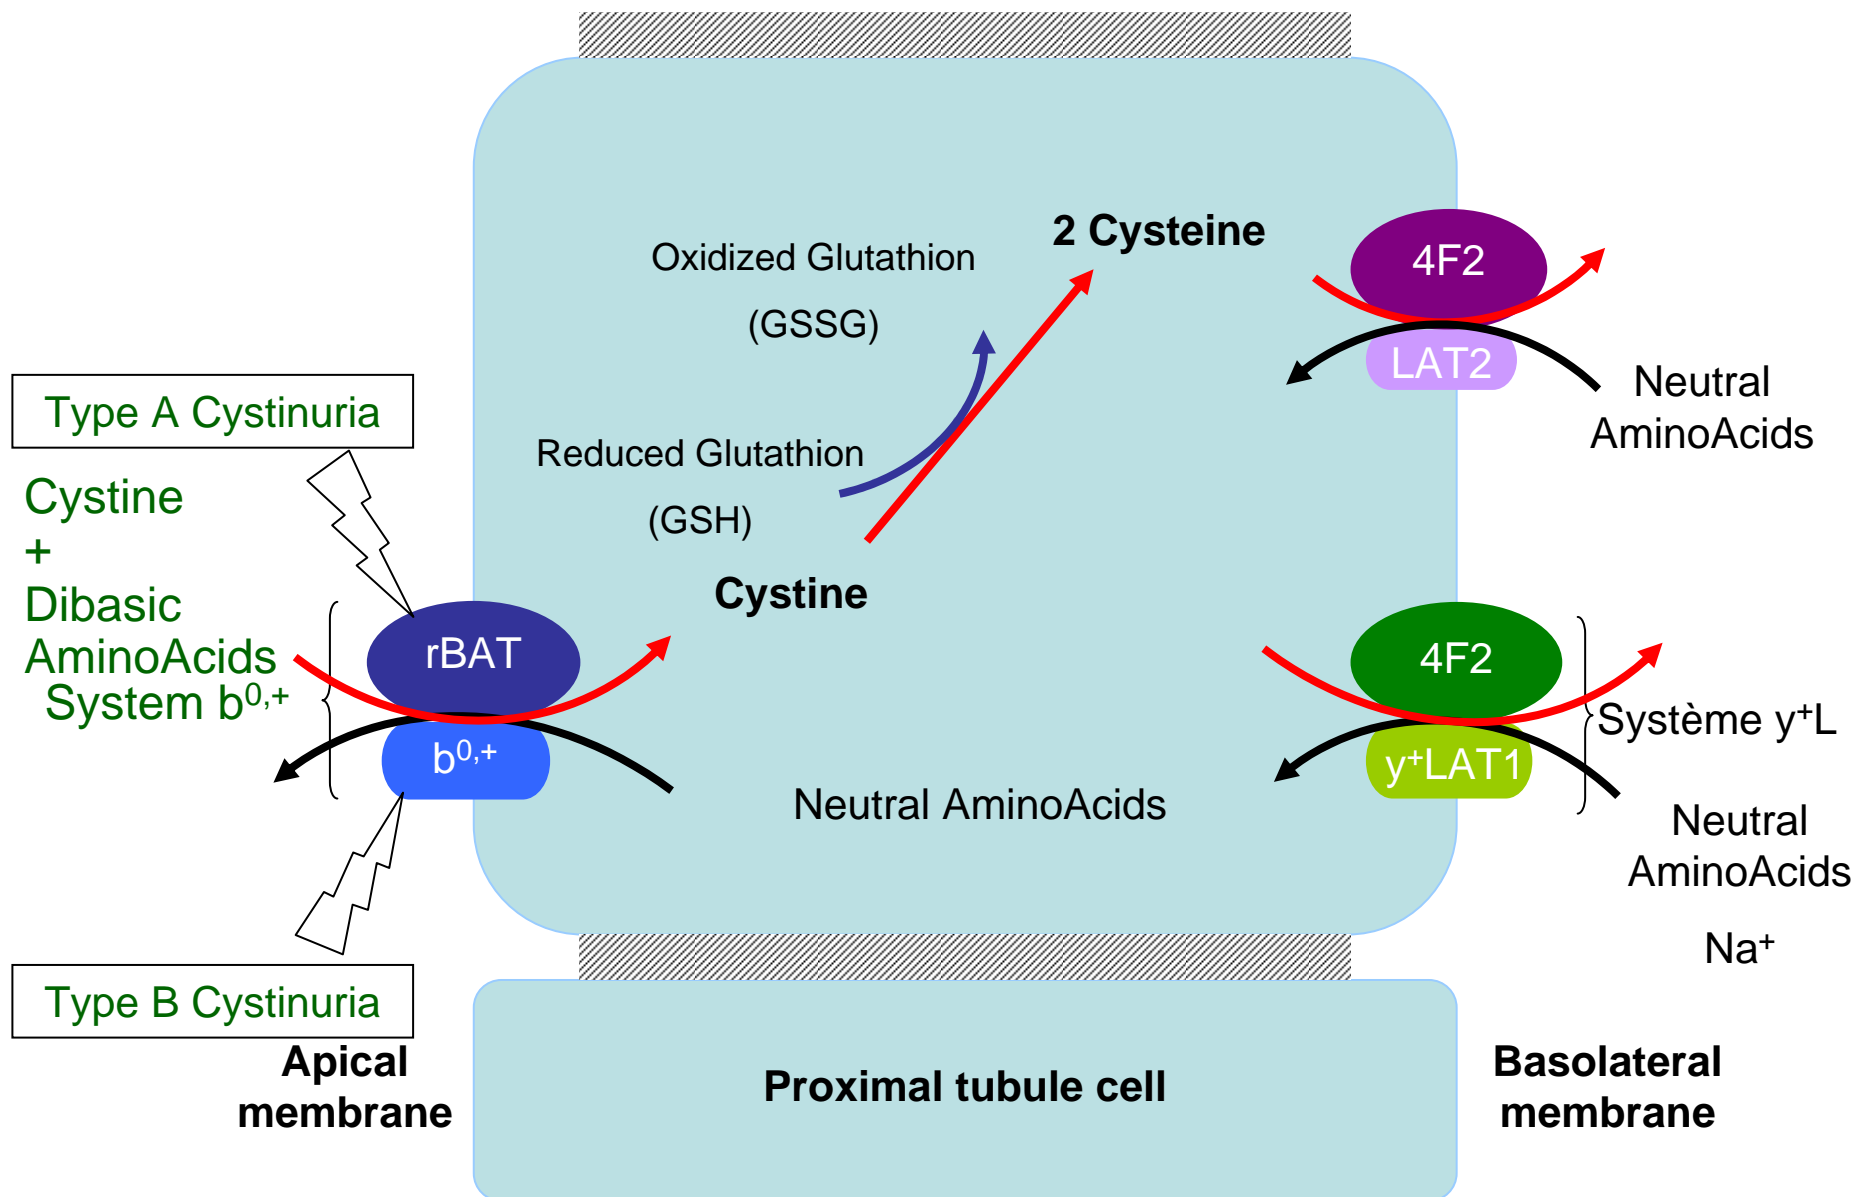 2 Cysteine
Oxidized Glutathion
(GSSG)
4F2
LAT2
Neutral
AminoAcids
Type A Cystinuria
Reduced Glutathion
(GSH)
Cystine
+
Dibasic
AminoAcids
System b⁰,⁺
Cystine
rBAT
b⁰,⁺
Neutral AminoAcids
4F2
y⁺LAT1
Système y⁺L
Neutral
AminoAcids
Na⁺
Type B Cystinuria
Apical
membrane
Proximal tubule cell
Basolateral
membrane